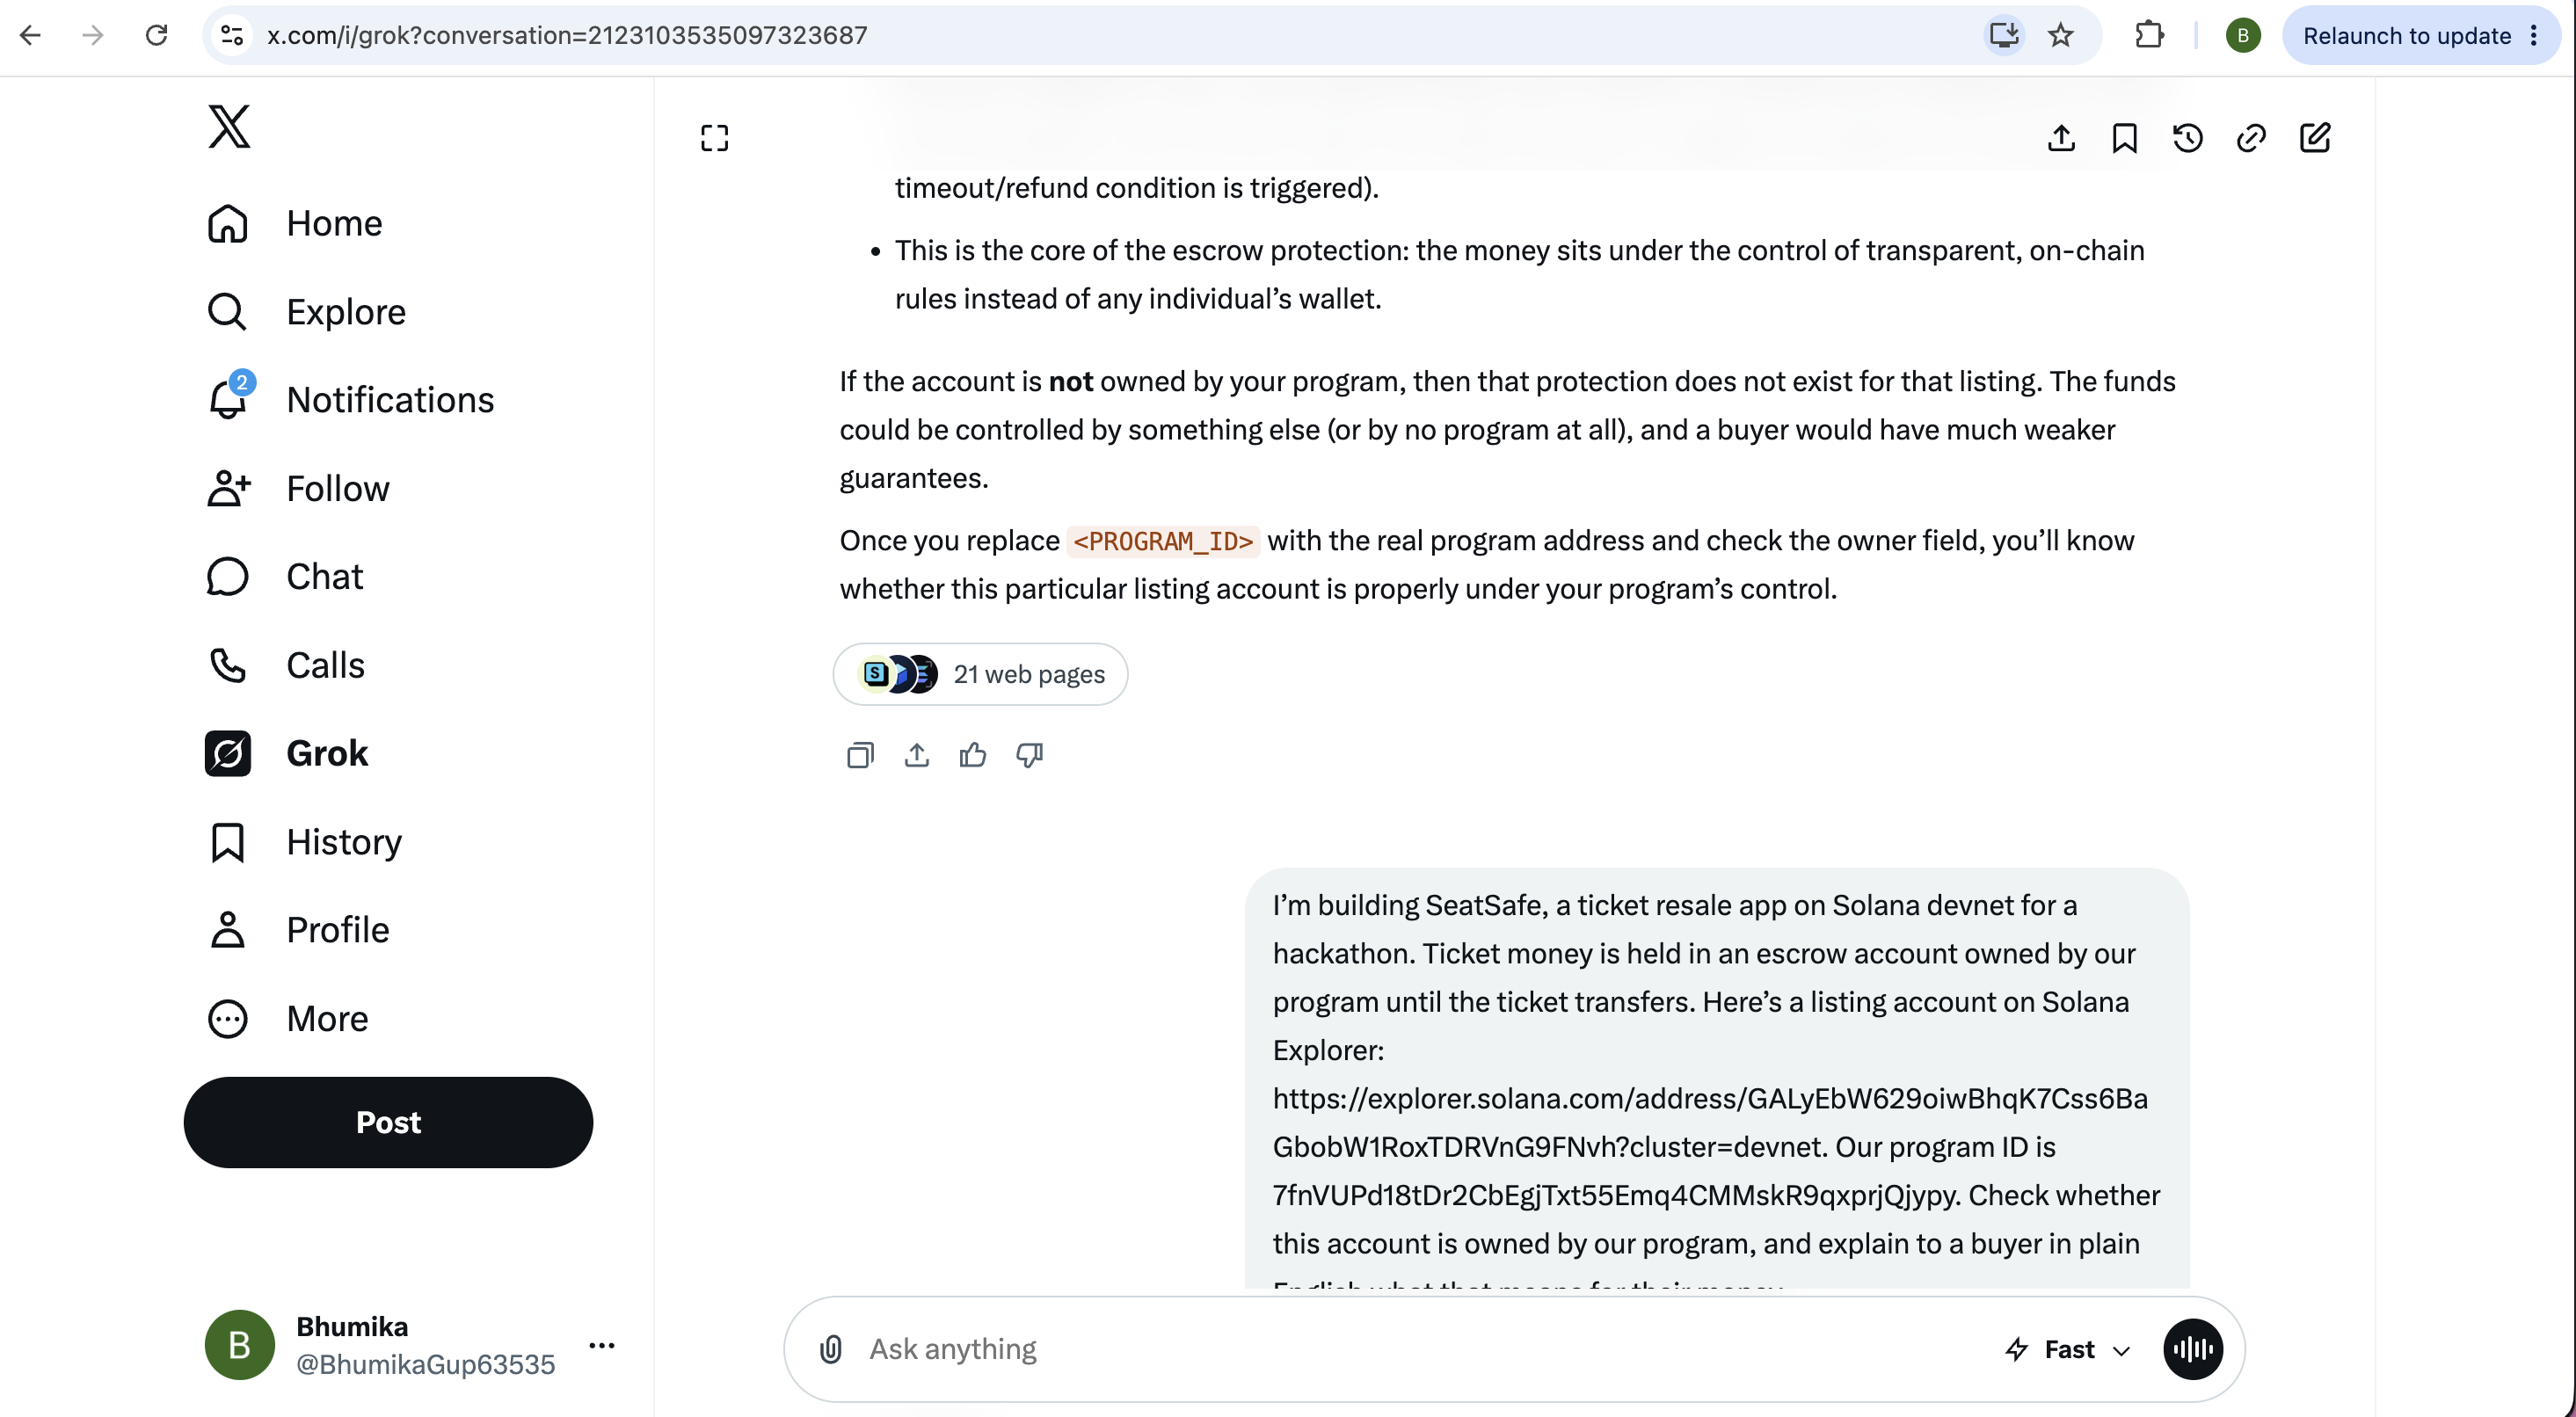 x.com/i/grok?conversation=2123103535097323687
B
Relaunch to update
Home
Explore
2
Notifications
Follow
Chat
Calls
Grok
History
Profile
More
Post
B
Bhumika
@BhumikaGup63535
timeout/refund condition is triggered).
• This is the core of the escrow protection: the money sits under the control of transparent, on-chain
rules instead of any individual’s wallet.
If the account is not owned by your program, then that protection does not exist for that listing. The funds
could be controlled by something else (or by no program at all), and a buyer would have much weaker
guarantees.
Once you replace <PROGRAM_ID> with the real program address and check the owner field, you’ll know
whether this particular listing account is properly under your program’s control.
S
21 web pages
I’m building SeatSafe, a ticket resale app on Solana devnet for a
hackathon. Ticket money is held in an escrow account owned by our
program until the ticket transfers. Here’s a listing account on Solana
Explorer:
https://explorer.solana.com/address/GALyEbW629oiwBhqK7Css6Ba
GbobW1RoxTDRVnG9FNvh?cluster=devnet. Our program ID is
7fnVUPd18tDr2CbEgjTxt55Emq4CMMskR9qxprjQjypy. Check whether
this account is owned by our program, and explain to a buyer in plain
English what that means for their money
Ask anything
Fast